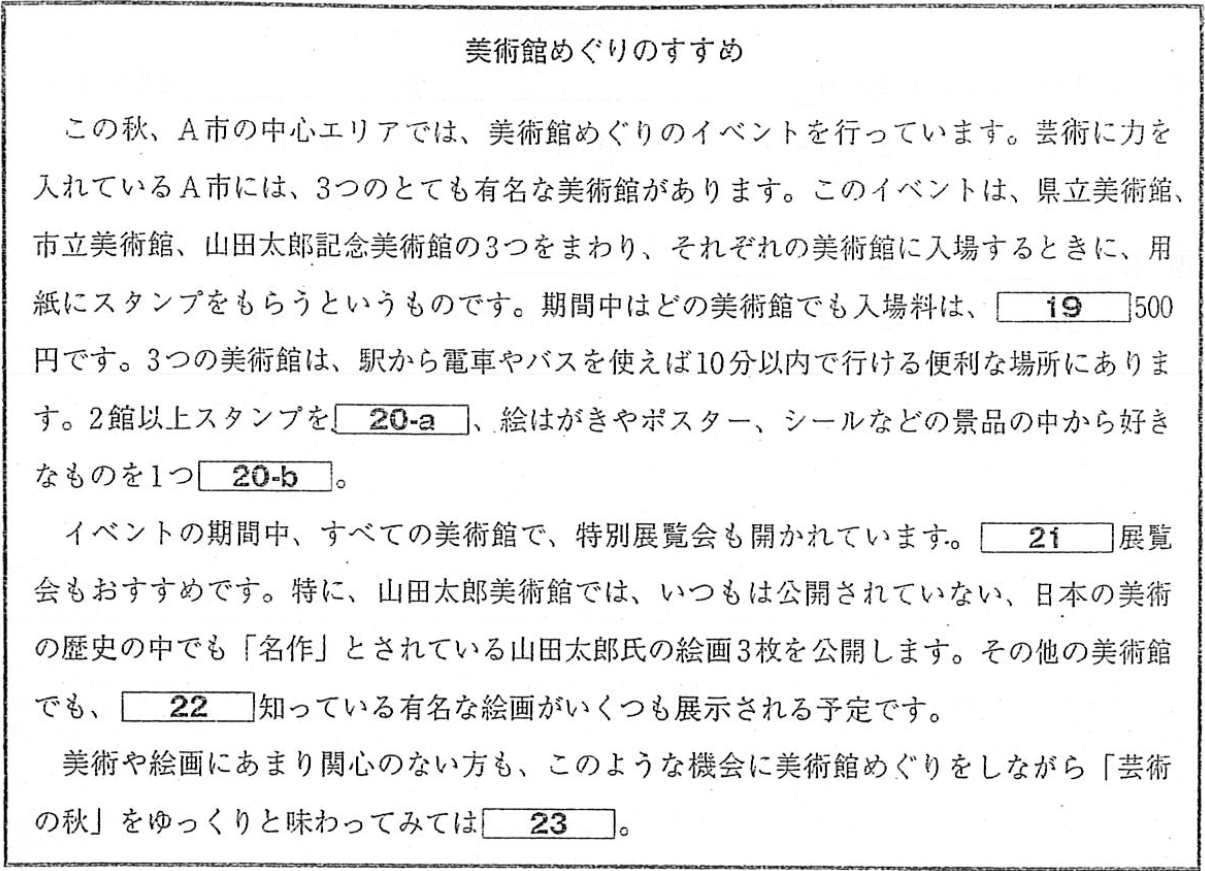 美術館めぐりのすすめ
この秋、A市の中心エリアでは、美術館めぐりのイベントを行っています。芸術に力を
入れているA市には、3つのとても有名な美術館があります。このイベントは、県立美術館、
市立美術館、山田太郎記念美術館の3つをまわり、それぞれの美術館に入場するときに、用
紙にスタンプをもらうというものです。期間中はどの美術館でも入場料は、 19 500
円です。3つの美術館は、駅から電車やバスを使えば10分以内で行ける便利な場所にありま
す。2館以上スタンプを 20-a 、絵はがきやポスター、シールなどの景品の中から好き
なものを1つ 20-b 。
イベントの期間中、すべての美術館で、特別展覧会も開かれています。 21 展覧
会もおすすめです。特に、山田太郎美術館では、いつもは公開されていない、日本の美術
の歴史の中でも「名作」とされている山田太郎氏の絵画3枚を公開します。その他の美術館
でも、 22 知っている有名な絵画がいくつも展示される予定です。
美術や絵画にあまり関心のない方も、このような機会に美術館めぐりをしながら「芸術
の秋」をゆっくりと味わってみては 23 。